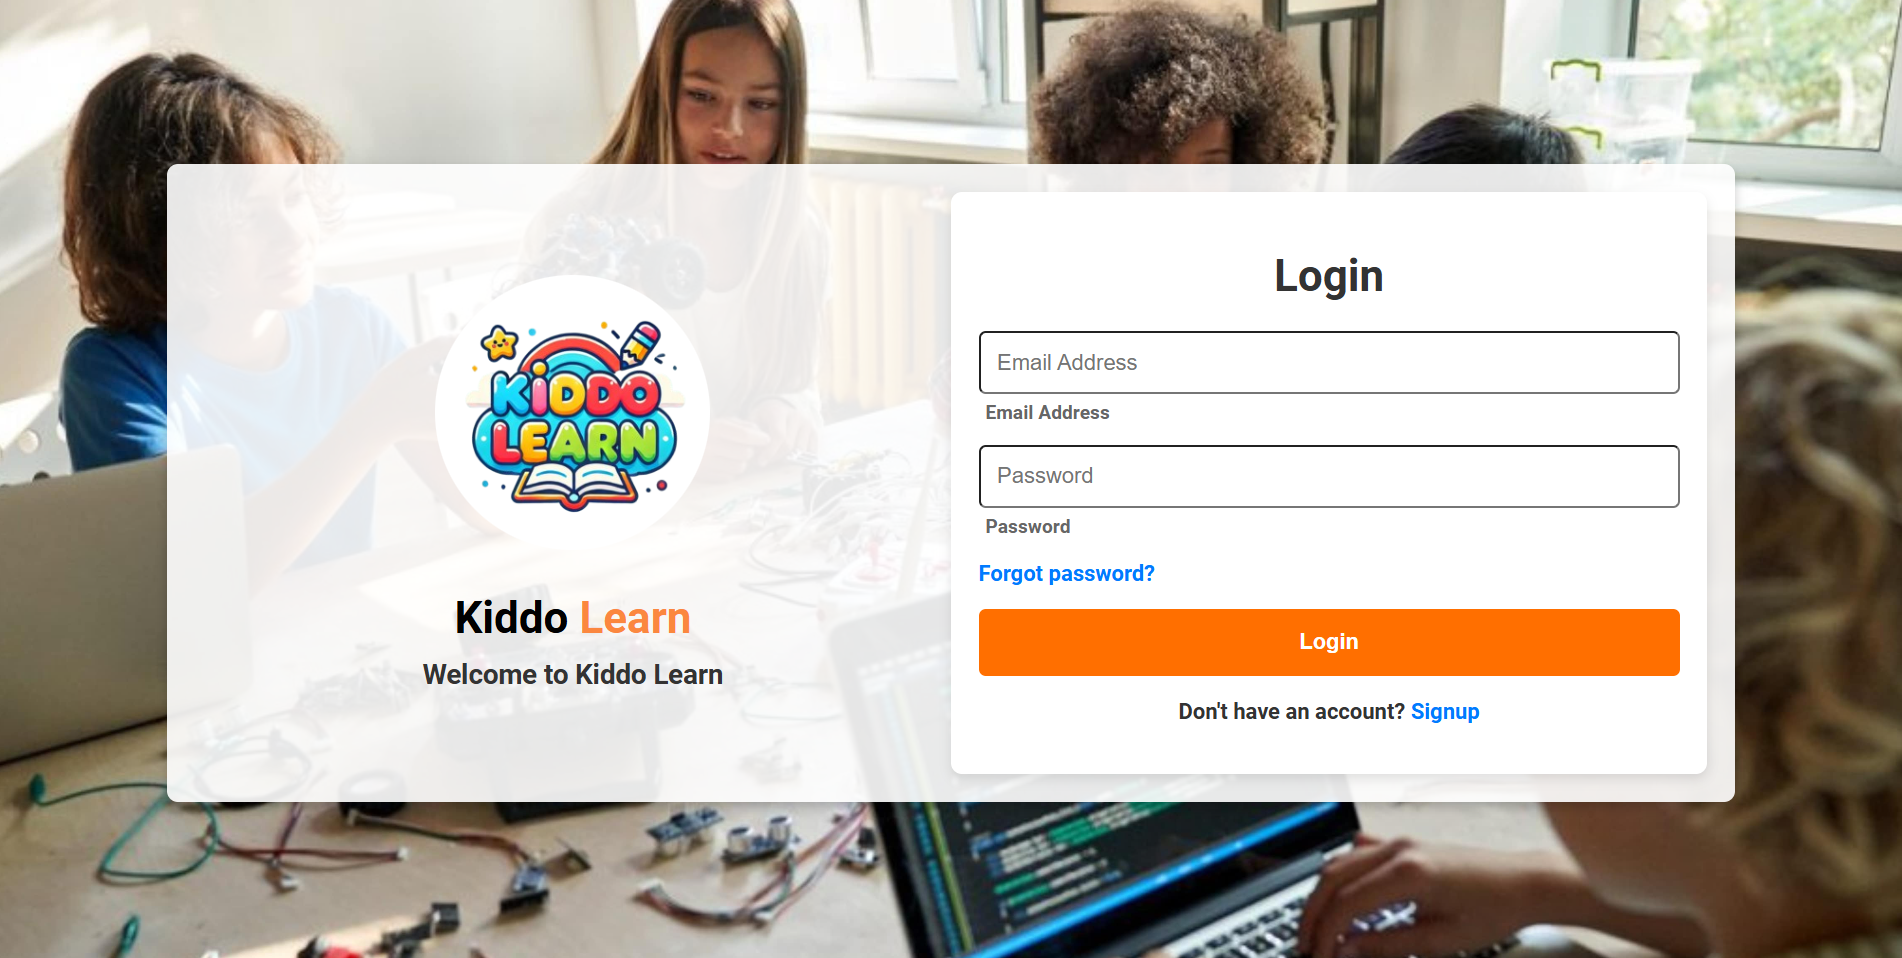 KIDDO
LEARN
Kiddo Learn
Welcome to Kiddo Learn
Login
Email Address
Email Address
Password
Password
Forgot password?
Login
Don't have an account? Signup